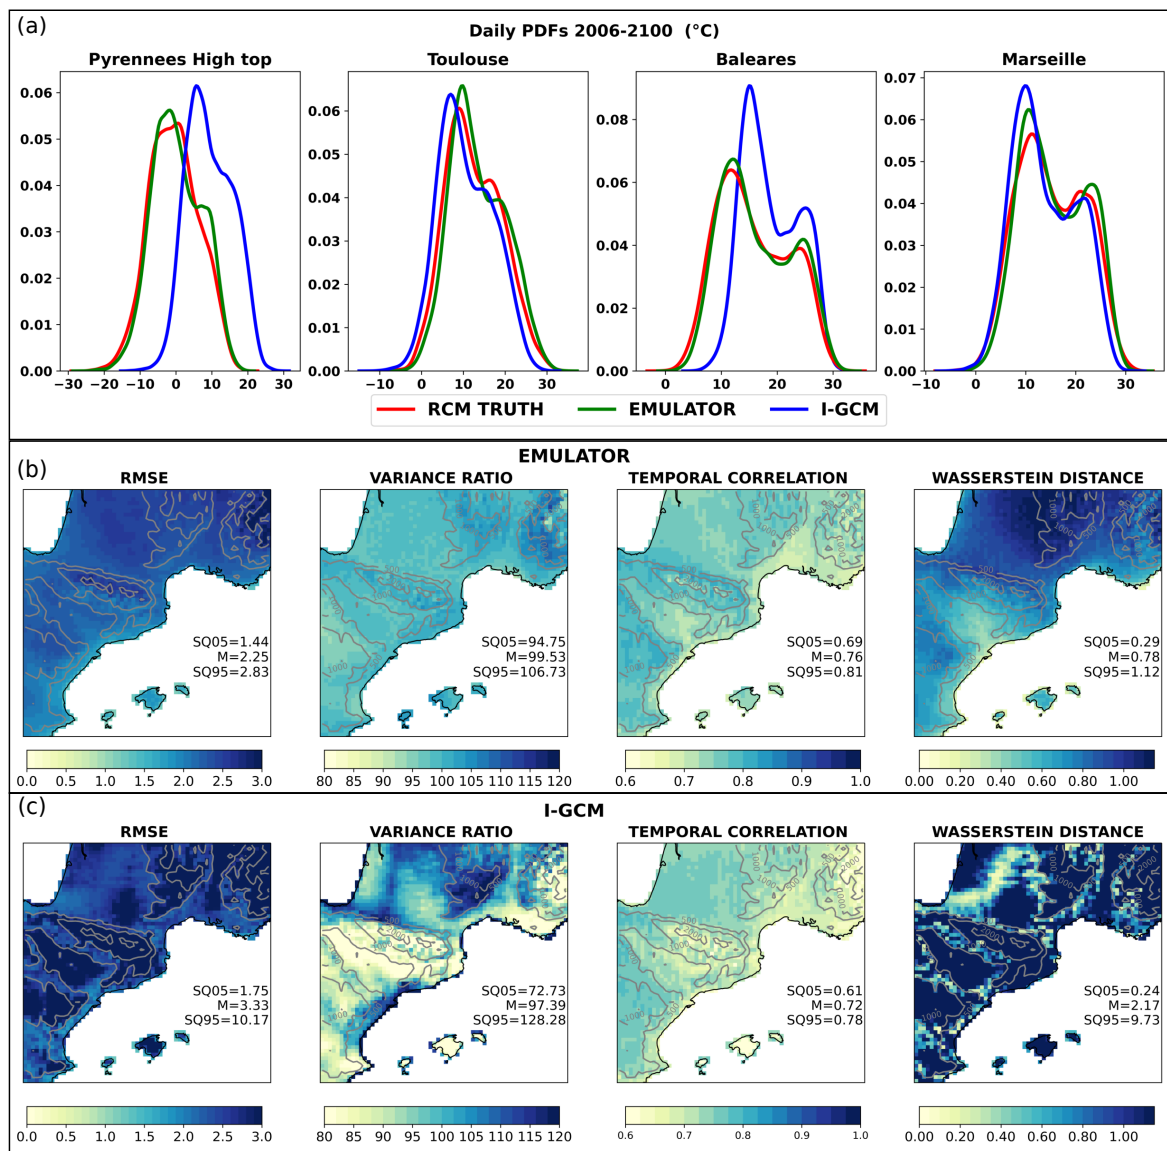 (a)
Daily PDFs 2006-2100 (°C)
Pyrennees High top
Toulouse
Baleares
Marseille
0.06
0.05
0.04
0.03
0.02
0.01
0.00
−30 −20 −10 0 10 20 30
0.06
0.05
0.04
0.03
0.02
0.01
0.00
−10 0 10 20 30
0.08
0.06
0.04
0.02
0.00
0 10 20 30
0.07
0.06
0.05
0.04
0.03
0.02
0.01
0.00
−10 0 10 20 30
RCM TRUTH EMULATOR I-GCM
(b)
EMULATOR
RMSE
SQ05=1.44
M=2.25
SQ95=2.83
0.0 0.5 1.0 1.5 2.0 2.5 3.0
VARIANCE RATIO
SQ05=94.75
M=99.53
SQ95=106.73
80 85 90 95 100 105 110 115 120
TEMPORAL CORRELATION
SQ05=0.69
M=0.76
SQ95=0.81
0.6 0.7 0.8 0.9 1.0
WASSERSTEIN DISTANCE
SQ05=0.29
M=0.78
SQ95=1.12
0.00 0.20 0.40 0.60 0.80 1.00
(c)
I-GCM
RMSE
SQ05=1.75
M=3.33
SQ95=10.17
0.0 0.5 1.0 1.5 2.0 2.5 3.0
VARIANCE RATIO
SQ05=72.73
M=97.39
SQ95=128.28
80 85 90 95 100 105 110 115 120
TEMPORAL CORRELATION
SQ05=0.61
M=0.72
SQ95=0.78
0.6 0.7 0.8 0.9 1.0
WASSERSTEIN DISTANCE
SQ05=0.24
M=2.17
SQ95=9.73
0.00 0.20 0.40 0.60 0.80 1.00